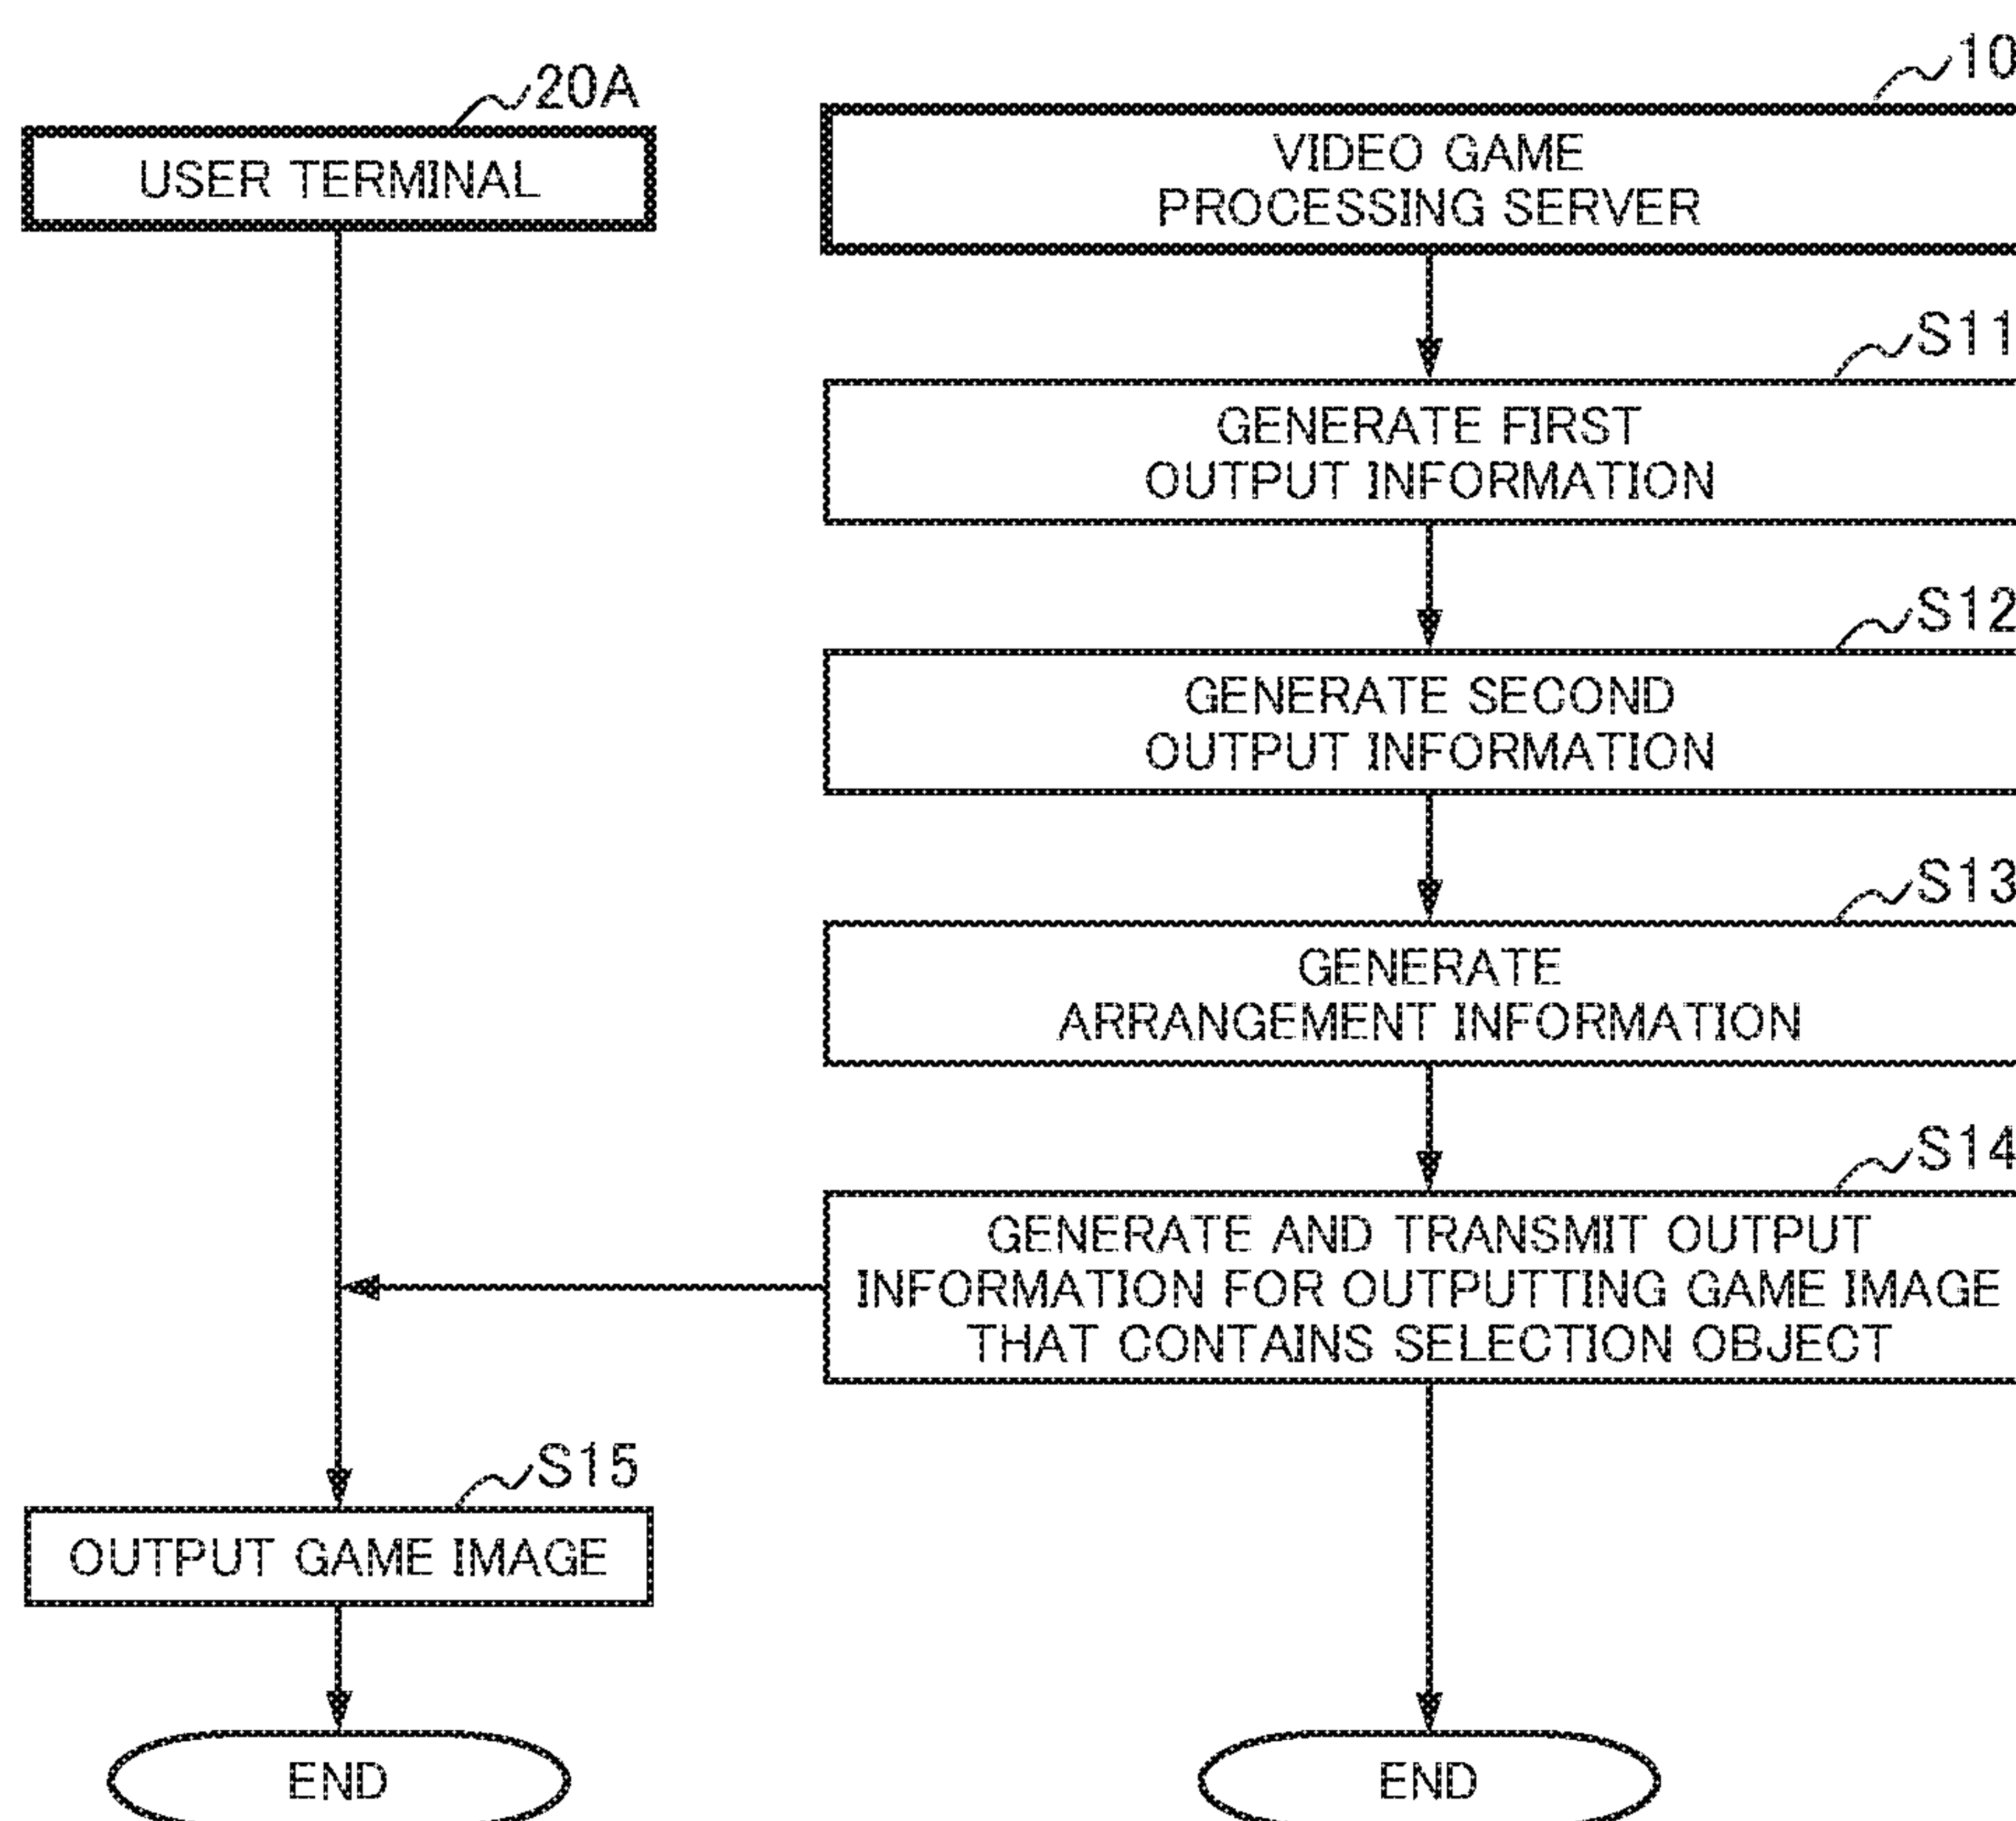 20A
USER TERMINAL
10
VIDEO GAME
PROCESSING SERVER
S11
GENERATE FIRST
OUTPUT INFORMATION
S12
GENERATE SECOND
OUTPUT INFORMATION
S13
GENERATE
ARRANGEMENT INFORMATION
S14
GENERATE AND TRANSMIT OUTPUT
INFORMATION FOR OUTPUTTING GAME IMAGE
THAT CONTAINS SELECTION OBJECT
S15
OUTPUT GAME IMAGE
END
END